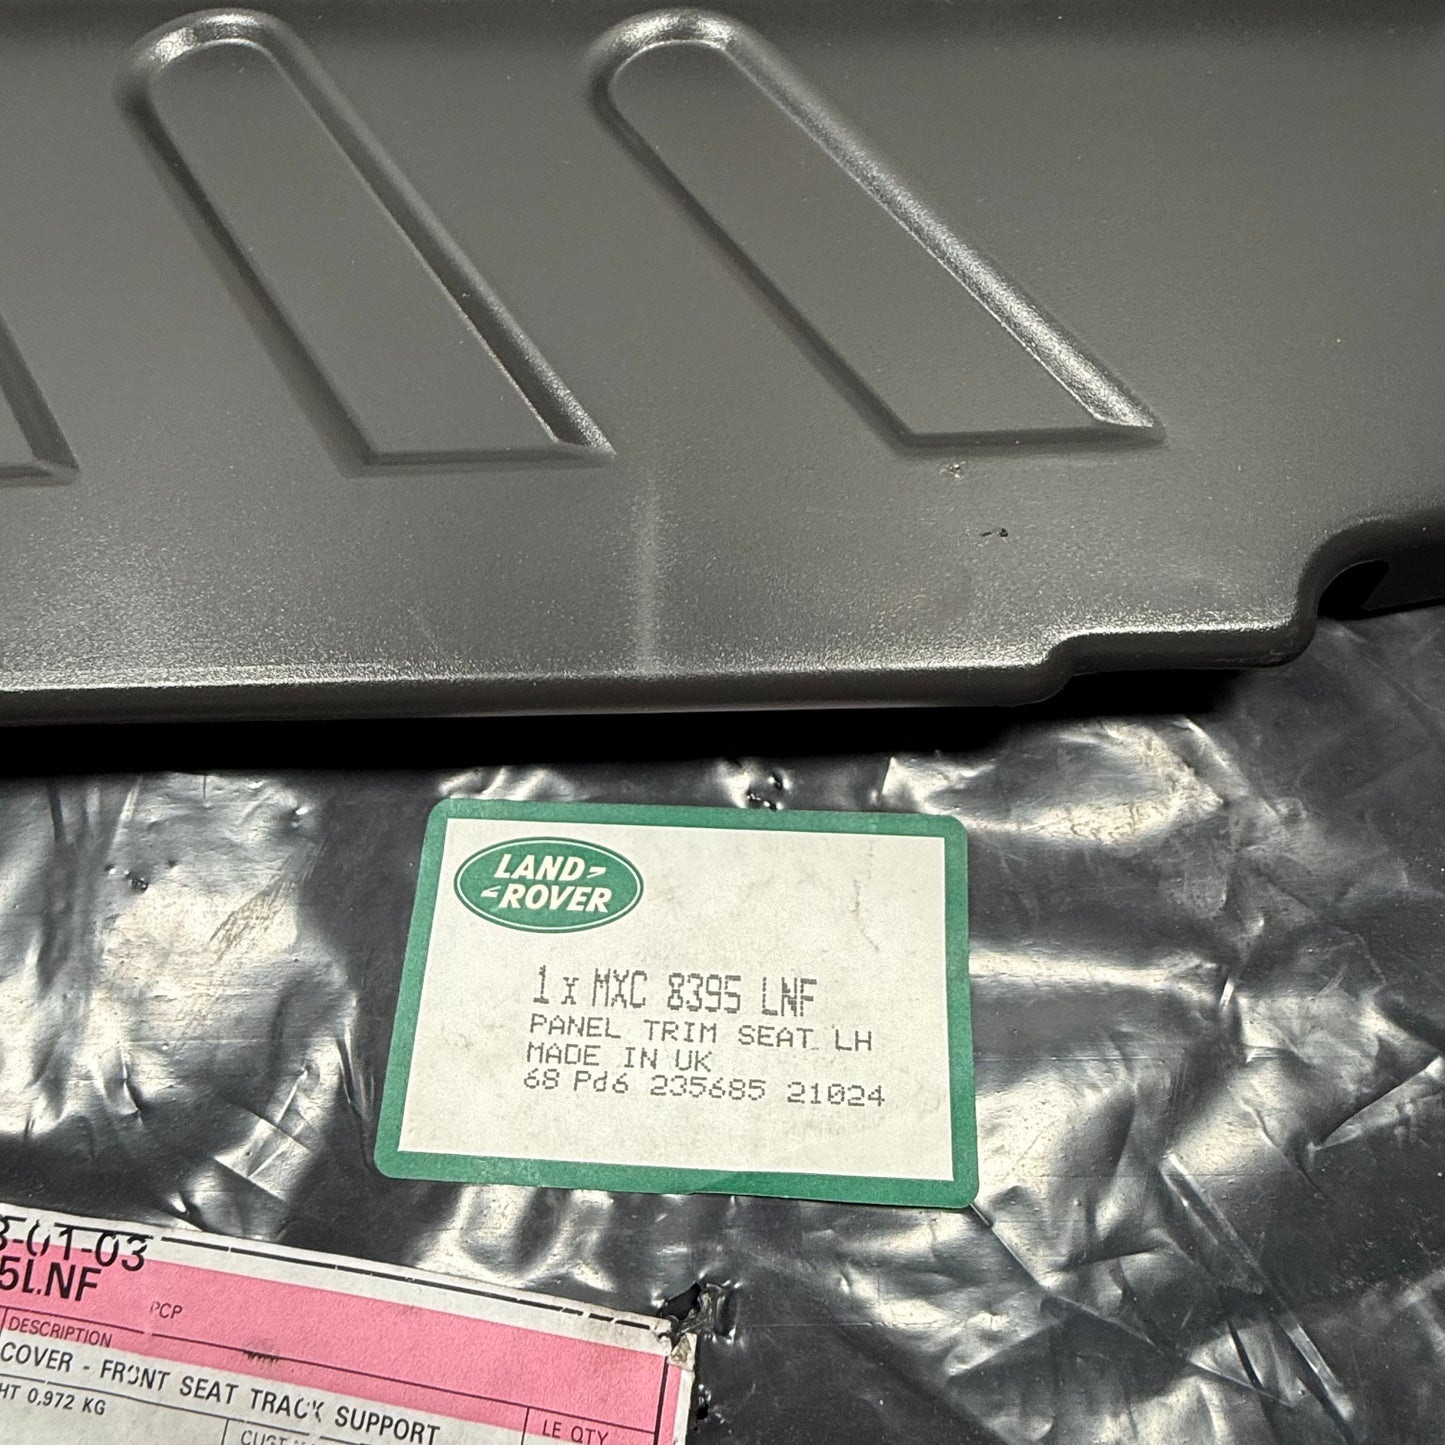 LAND
ROVER
1 x MXC 8395 LNF
PANEL TRIM SEAT LH
MADE IN UK
68 Pd6 235685 21024
-01-03
5LNF
PCP
DESCRIPTION
COVER - FRONT SEAT TRACK SUPPORT
HT 0,972 KG
LE QTY